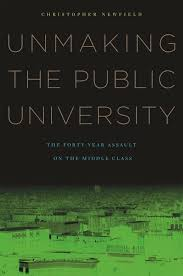 CHRISTOPHER NEWFIELD
UNMAKING
THE PUBLIC
UNIVERSITY
THE FORTY-YEAR ASSAULT
ON THE MIDDLE CLASS